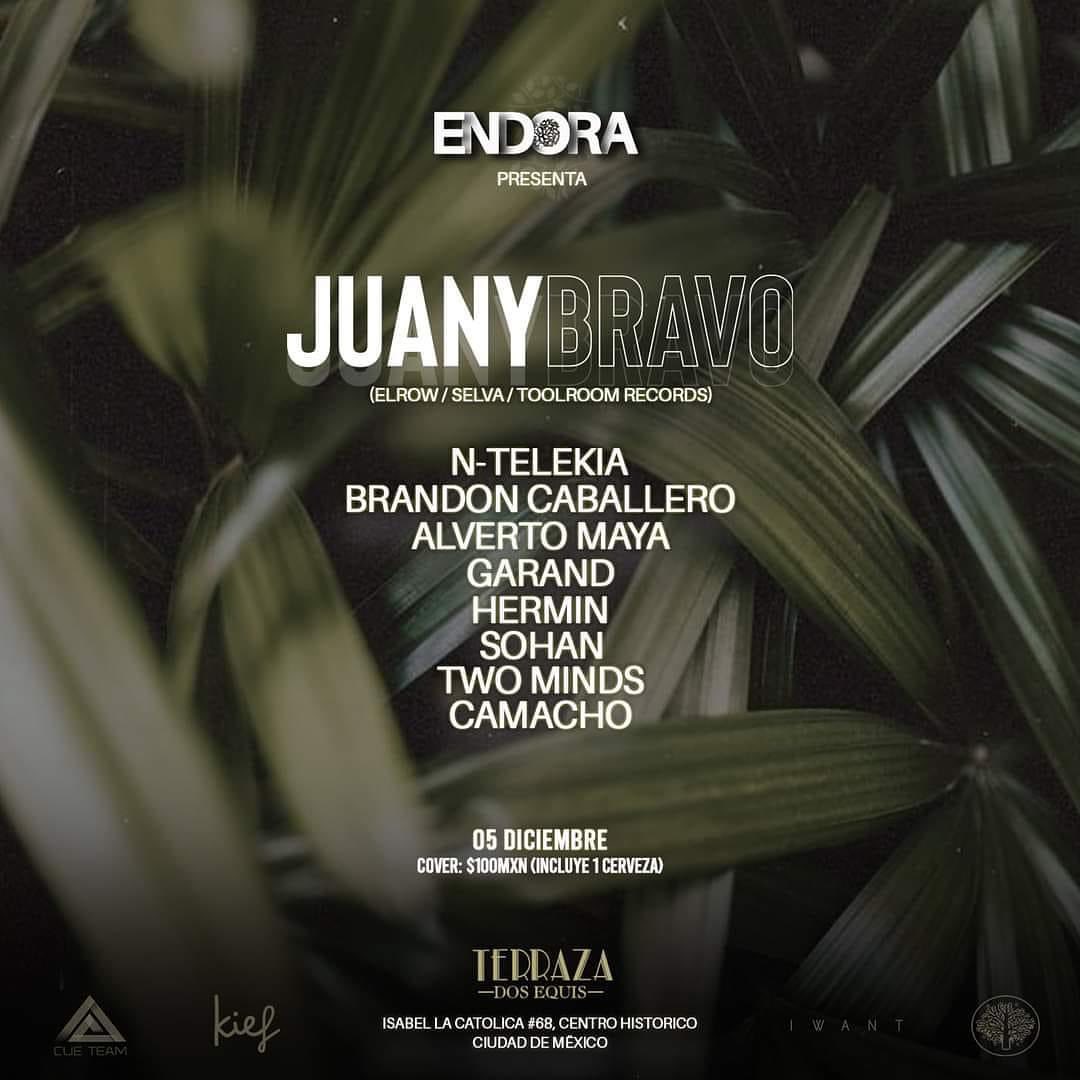 ENDORA
PRESENTA
JUANYBRAVO
(ELROW / SELVA / TOOLROOM RECORDS)
N-TELEKIA
BRANDON CABALLERO
ALVERTO MAYA
GARAND
HERMIN
SOHAN
TWO MINDS
CAMACHO
05 DICIEMBRE
COVER: $100MXN (INCLUYE 1 CERVEZA)
TERRAZA
DOS EQUIS
ISABEL LA CATOLICA #68, CENTRO HISTORICO
CIUDAD DE MÉXICO
CUE TEAM
kief
I WANT